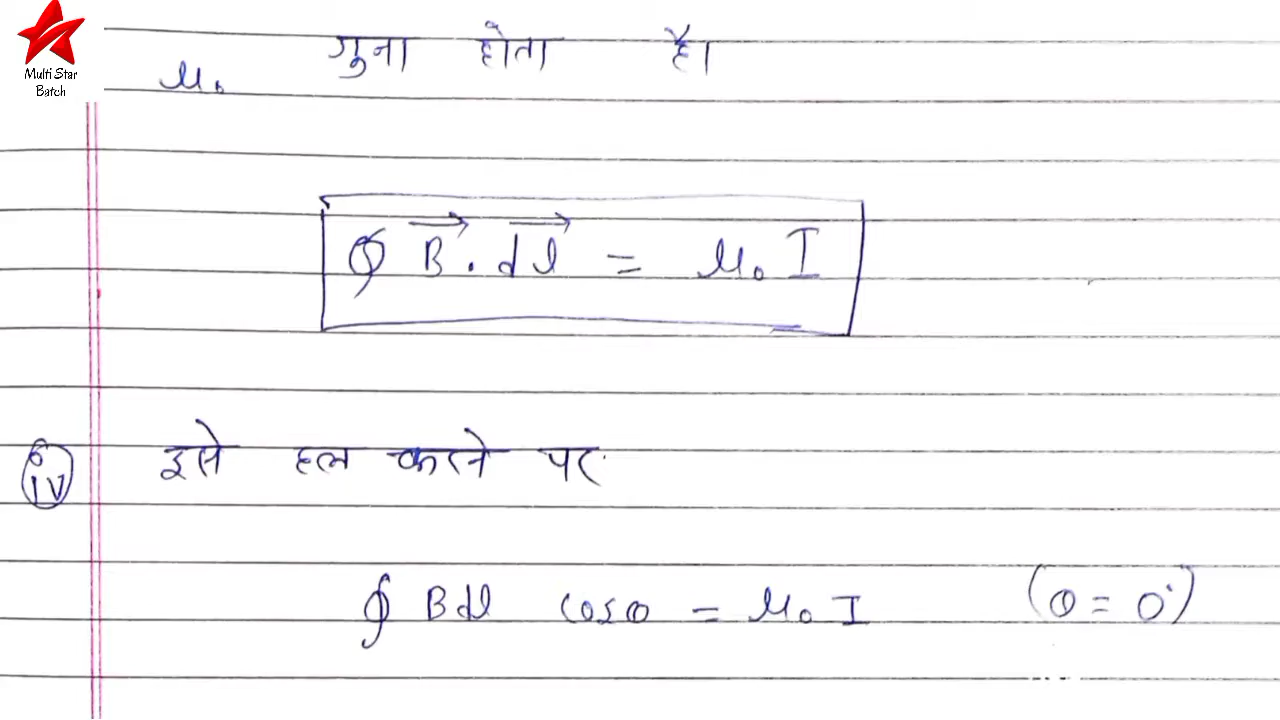 Multi Star
Batch
μ₀ गुना होता है।
∮ B⃗ . dl⃗ = μ₀ I
iv इसे हल करने पर
∮ B dl cosθ = μ₀ I (θ = 0°)